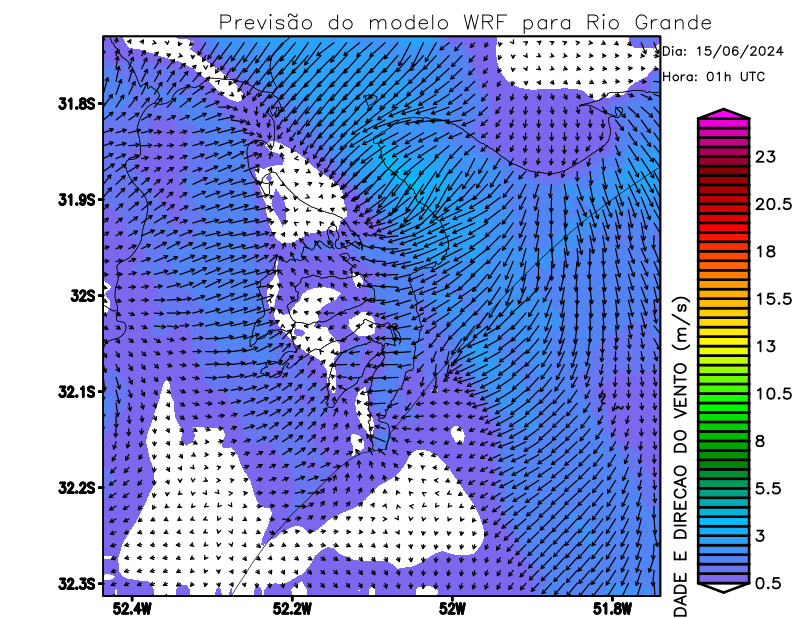 Previsão do modelo WRF para Rio Grande
Dia: 15/06/2024
Hora: 01h UTC
31.8S
31.9S
32S
32.1S
32.2S
32.3S
52.4W
52.2W
52W
51.8W
23
20.5
18
15.5
13
10.5
8
5.5
3
0.5
DADE E DIRECAO DO VENTO (m/s)